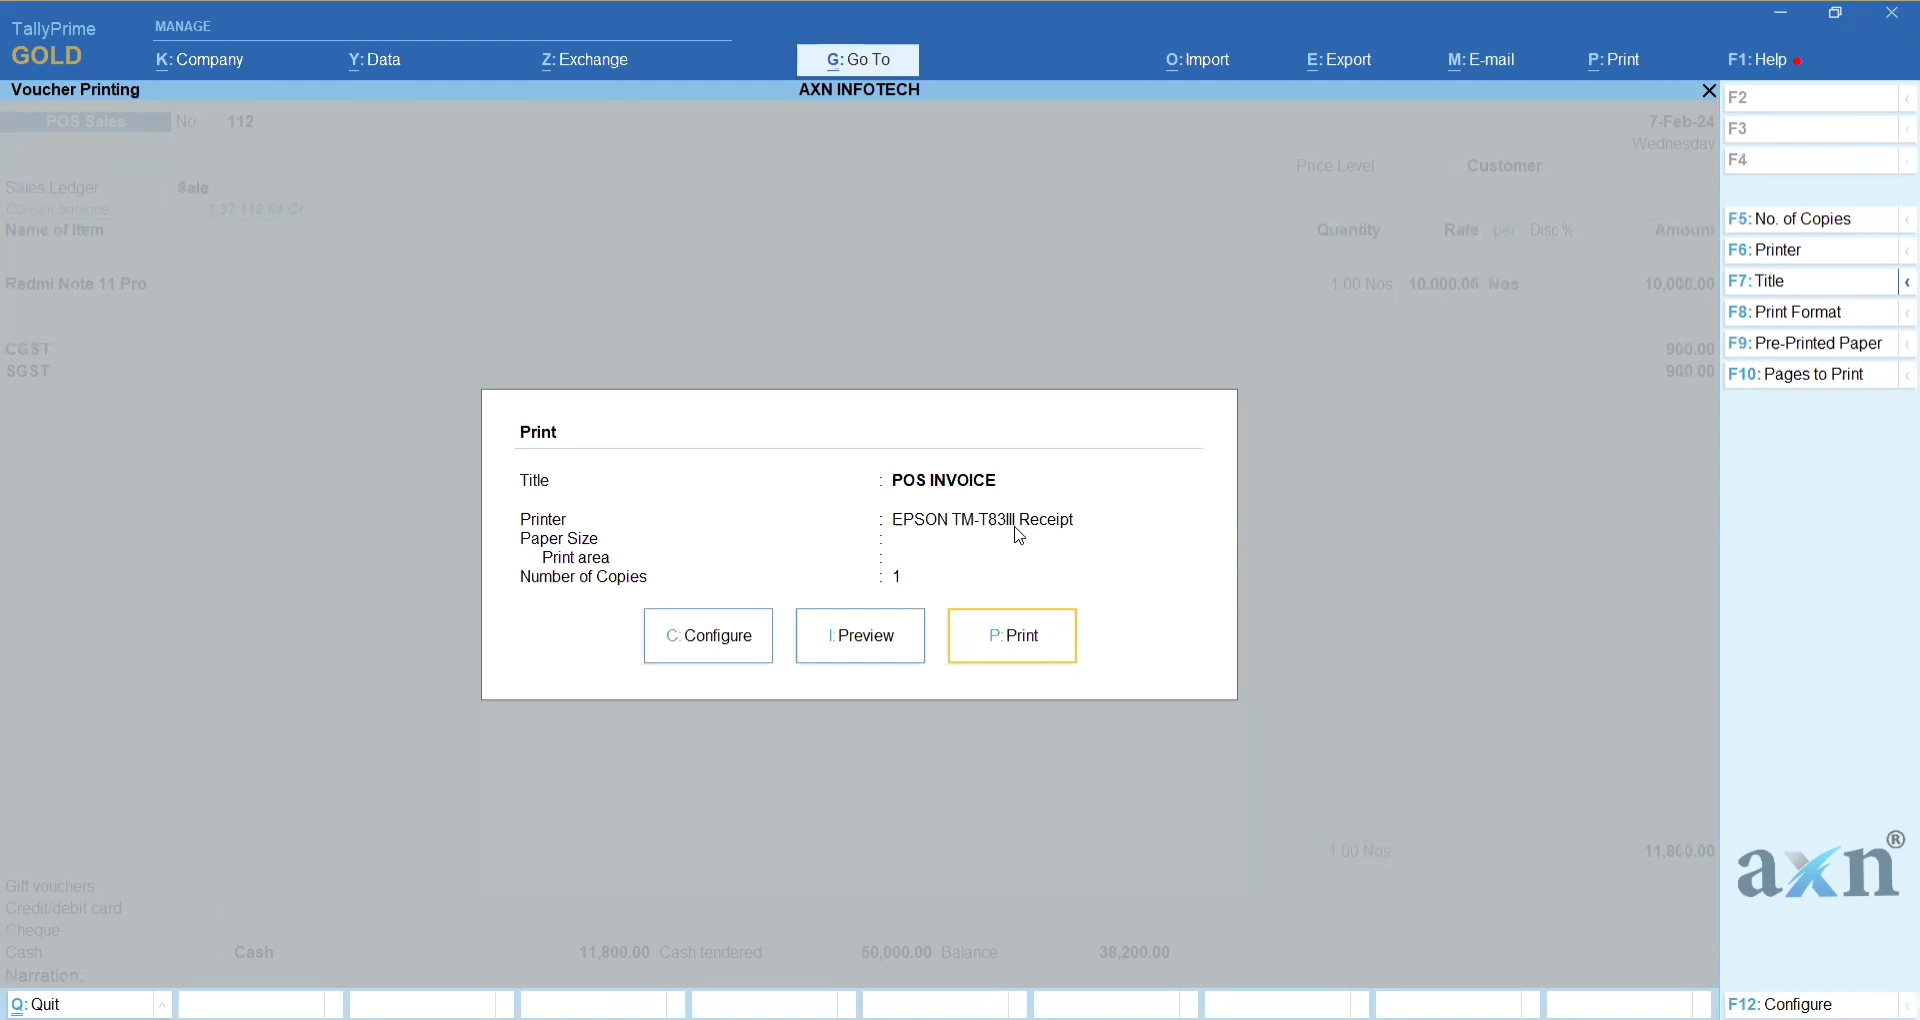 TallyPrime
GOLD
MANAGE
K: Company Y: Data Z: Exchange G: Go To O: Import E: Export M: E-mail P: Print F1: Help
Voucher Printing AXN INFOTECH
POS Sales No 112 7-Feb-24
Wednesday
Price Level Customer
Sales Ledger : Sale
Current balance 1,37,118.64 Cr
Name of Item Quantity Rate per Disc % Amount
Redmi Note 11 Pro 1.00 Nos 10,000.06 Nos 10,000.00
CGST 900.00
SGST 900.00
Print
Title : POS INVOICE
Printer : EPSON TM-T83III Receipt
Paper Size :
Print area :
Number of Copies : 1
C: Configure I: Preview P: Print
1.00 Nos 11,800.00
Gift vouchers
Credit/debit card
Cheque
Cash Cash 11,800.00 Cash tendered : 50,000.00 Balance : 38,200.00
Narration:
Q: Quit
F2
F3
F4
F5: No. of Copies
F6: Printer
F7: Title
F8: Print Format
F9: Pre-Printed Paper
F10: Pages to Print
axn®
F12: Configure